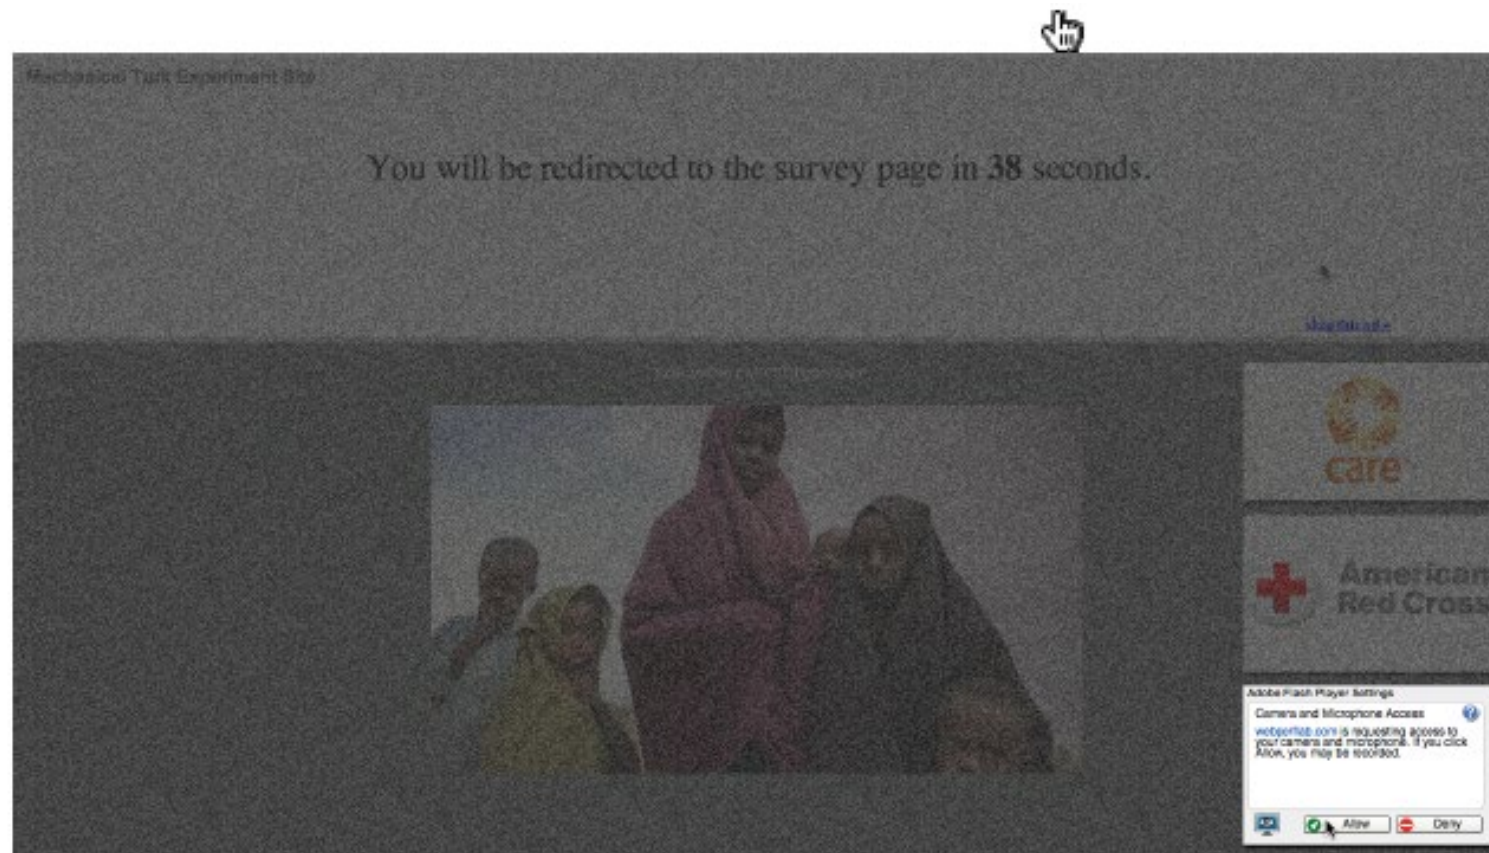 Mechanical Turk Experiment Site
You will be redirected to the survey page in 38 seconds.
care
American
Red Cross
Adobe Flash Player Settings
Camera and Microphone Access
is requesting access to
your camera and microphone. If you click
Allow, you may be recorded.
Allow
Deny